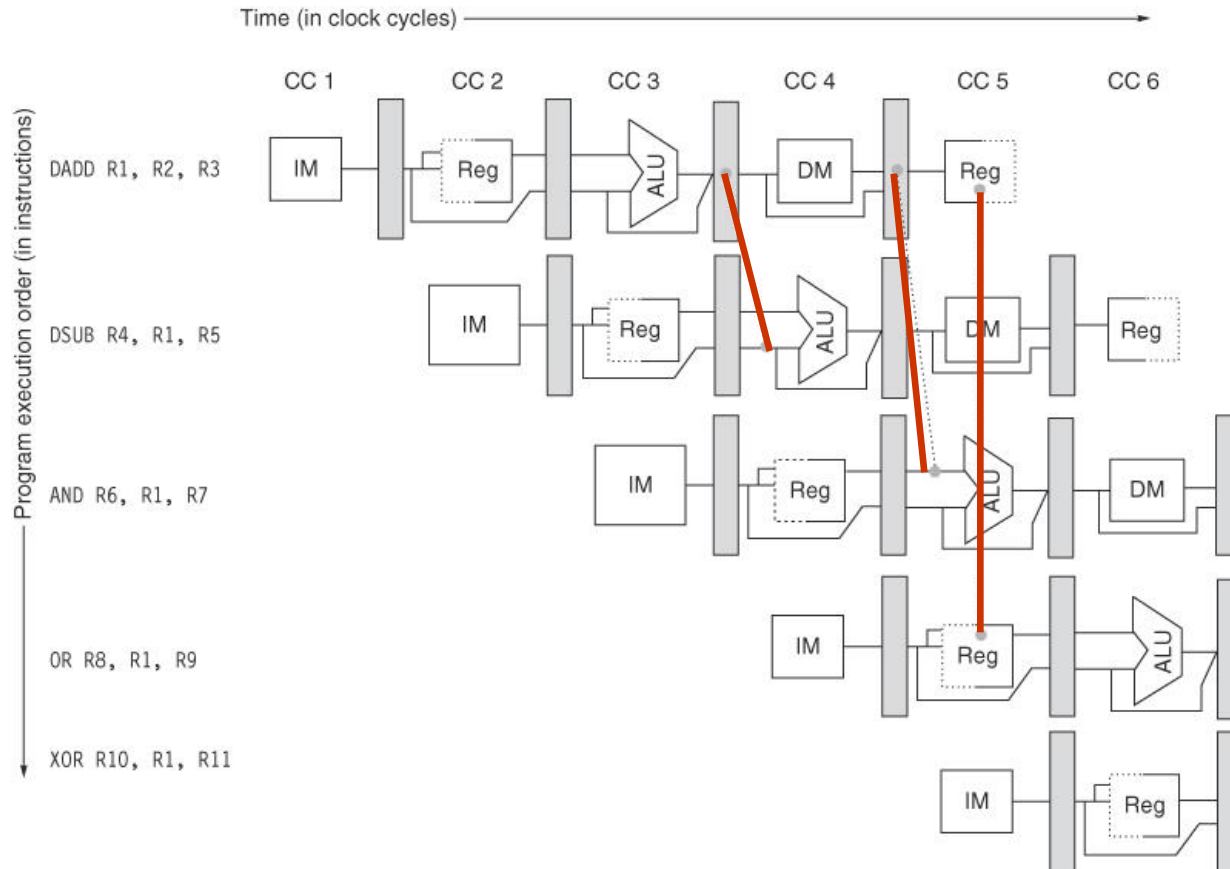 Time (in clock cycles)
CC 1 CC 2 CC 3 CC 4 CC 5 CC 6
Program execution order (in instructions)
DADD R1, R2, R3 IM Reg ALU DM Reg
DSUB R4, R1, R5 IM Reg ALU DM Reg
AND R6, R1, R7 IM Reg ALU DM
OR R8, R1, R9 IM Reg ALU
XOR R10, R1, R11 IM Reg